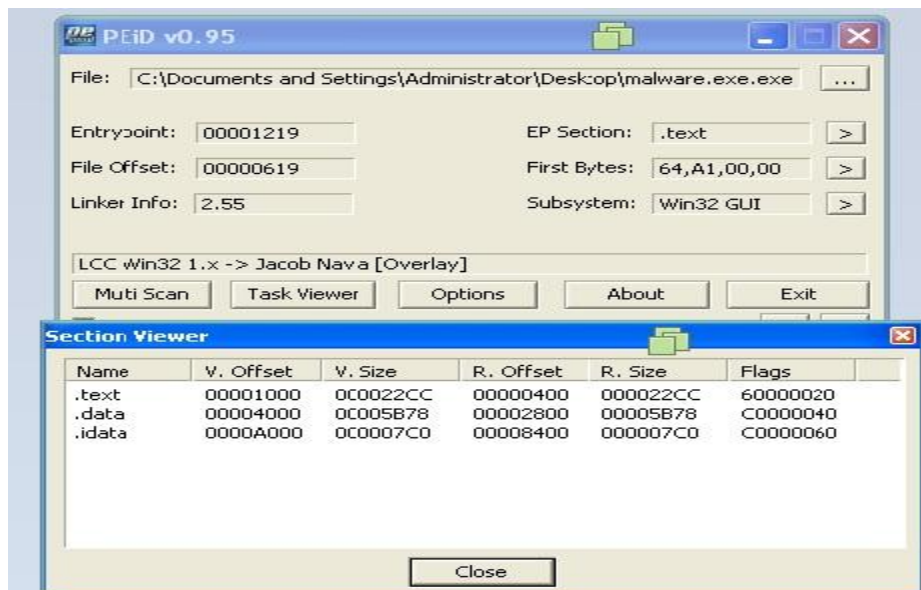 PEiD v0.95
File: C:\Documents and Settings\Administrator\Desktop\malware.exe.exe ...
Entrypoint: 00001219 EP Section: .text >
File Offset: 00000619 First Bytes: 64,A1,00,00 >
Linker Info: 2.55 Subsystem: Win32 GUI >
LCC Win32 1.x -> Jacob Nava [Overlay]
Muti Scan Task Viewer Options About Exit
Section Viewer
Name V. Offset V. Size R. Offset R. Size Flags
.text 00001000 000022CC 00000400 000022CC 60000020
.data 00004000 00005B78 00002800 00005B78 C0000040
.idata 0000A000 000007C0 00008400 000007C0 C0000060
Close